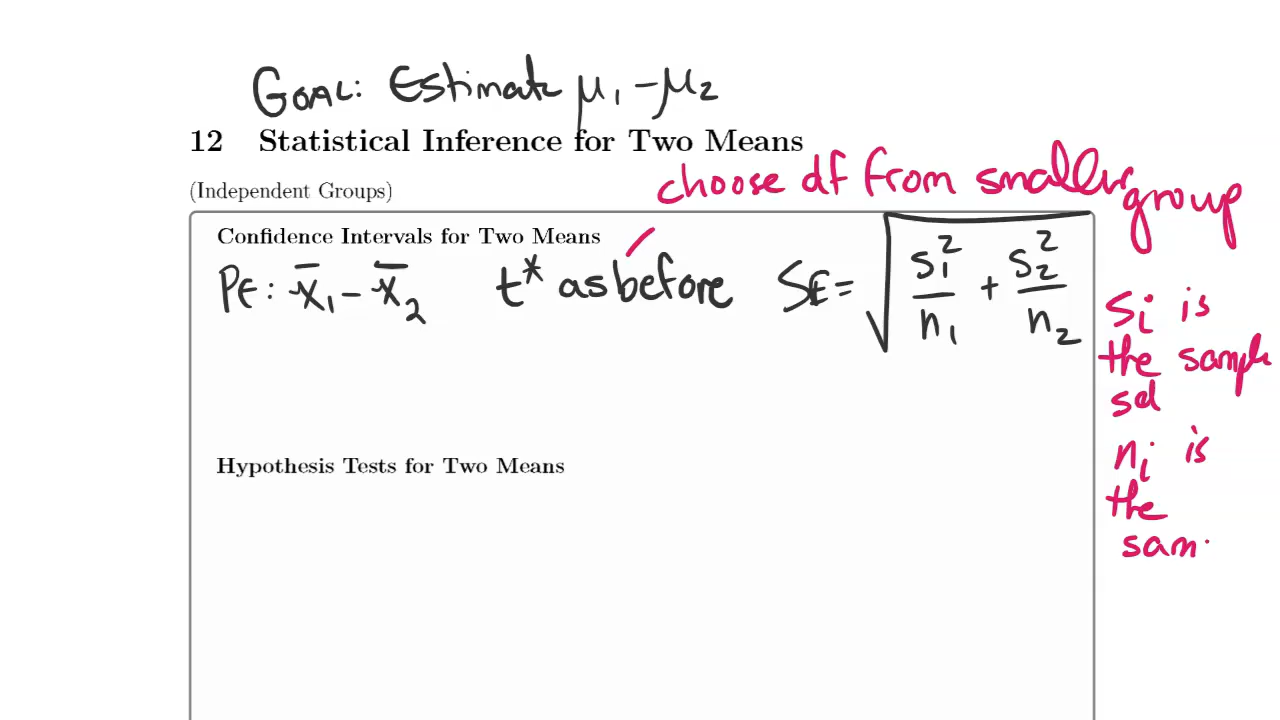 GOAL: Estimate μ₁ - μ₂
12 Statistical Inference for Two Means
choose df from smaller group
(Independent Groups)
Confidence Intervals for Two Means
PE: x̄₁ - x̄₂ t* as before SE = √(s₁²/n₁ + s₂²/n₂)
sᵢ is
the sample
sd
nᵢ is
the
sam
Hypothesis Tests for Two Means